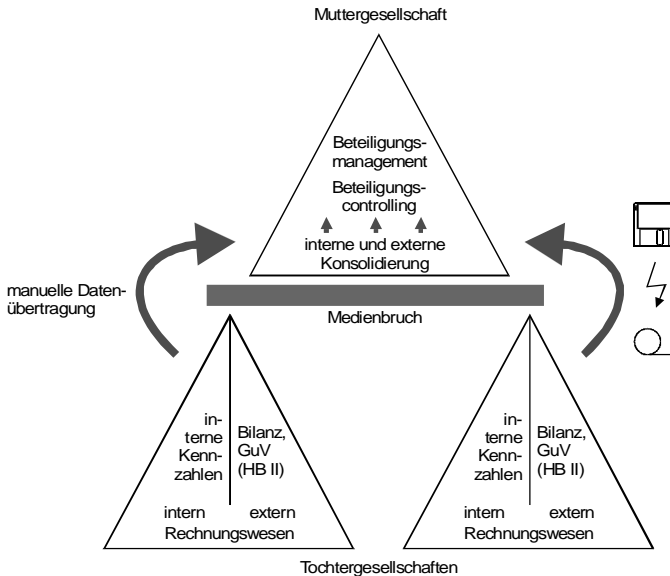 Muttergesellschaft
Beteiligungs-
management
Beteiligungs-
controlling
interne und externe
Konsolidierung
manuelle Daten-
übertragung
Medienbruch
in-
terne
Kenn-
zahlen
Bilanz,
GuV
(HB II)
intern extern
Rechnungswesen
in-
terne
Kenn-
zahlen
Bilanz,
GuV
(HB II)
intern extern
Rechnungswesen
Tochtergesellschaften